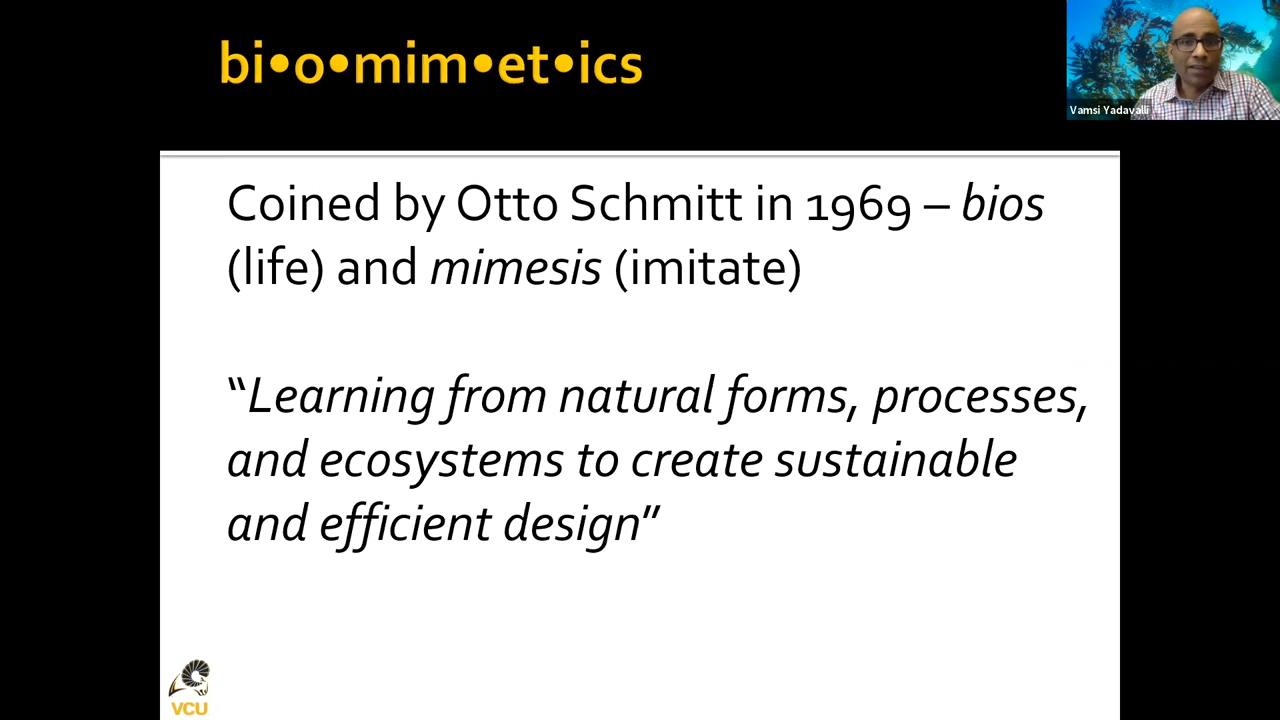 bi•o•mim•et•ics
Vamsi Yadavalli
Coined by Otto Schmitt in 1969 – bios
(life) and mimesis (imitate)
“Learning from natural forms, processes,
and ecosystems to create sustainable
and efficient design”
VCU